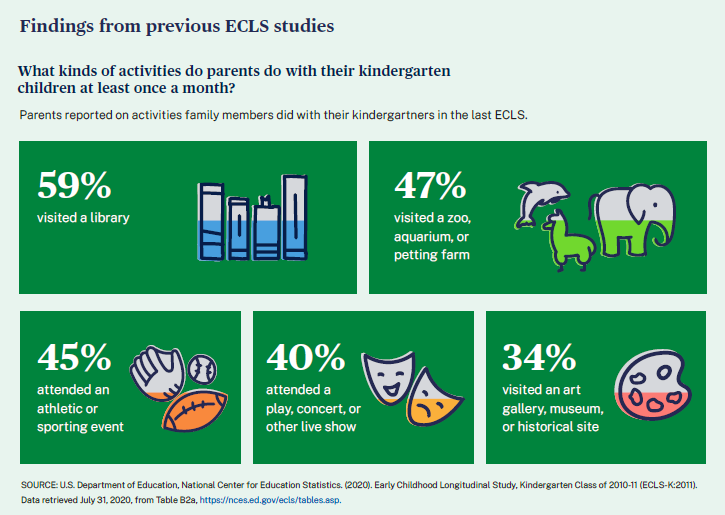 Findings from previous ECLS studies
What kinds of activities do parents do with their kindergarten
children at least once a month?
Parents reported on activities family members did with their kindergartners in the last ECLS.
59%
visited a library
47%
visited a zoo,
aquarium, or
petting farm
45%
attended an
athletic or
sporting event
40%
attended a
play, concert, or
other live show
34%
visited an art
gallery, museum,
or historical site
SOURCE: U.S. Department of Education, National Center for Education Statistics. (2020). Early Childhood Longitudinal Study, Kindergarten Class of 2010-11 (ECLS-K:2011).
Data retrieved July 31, 2020, from Table B2a, https://nces.ed.gov/ecls/tables.asp.